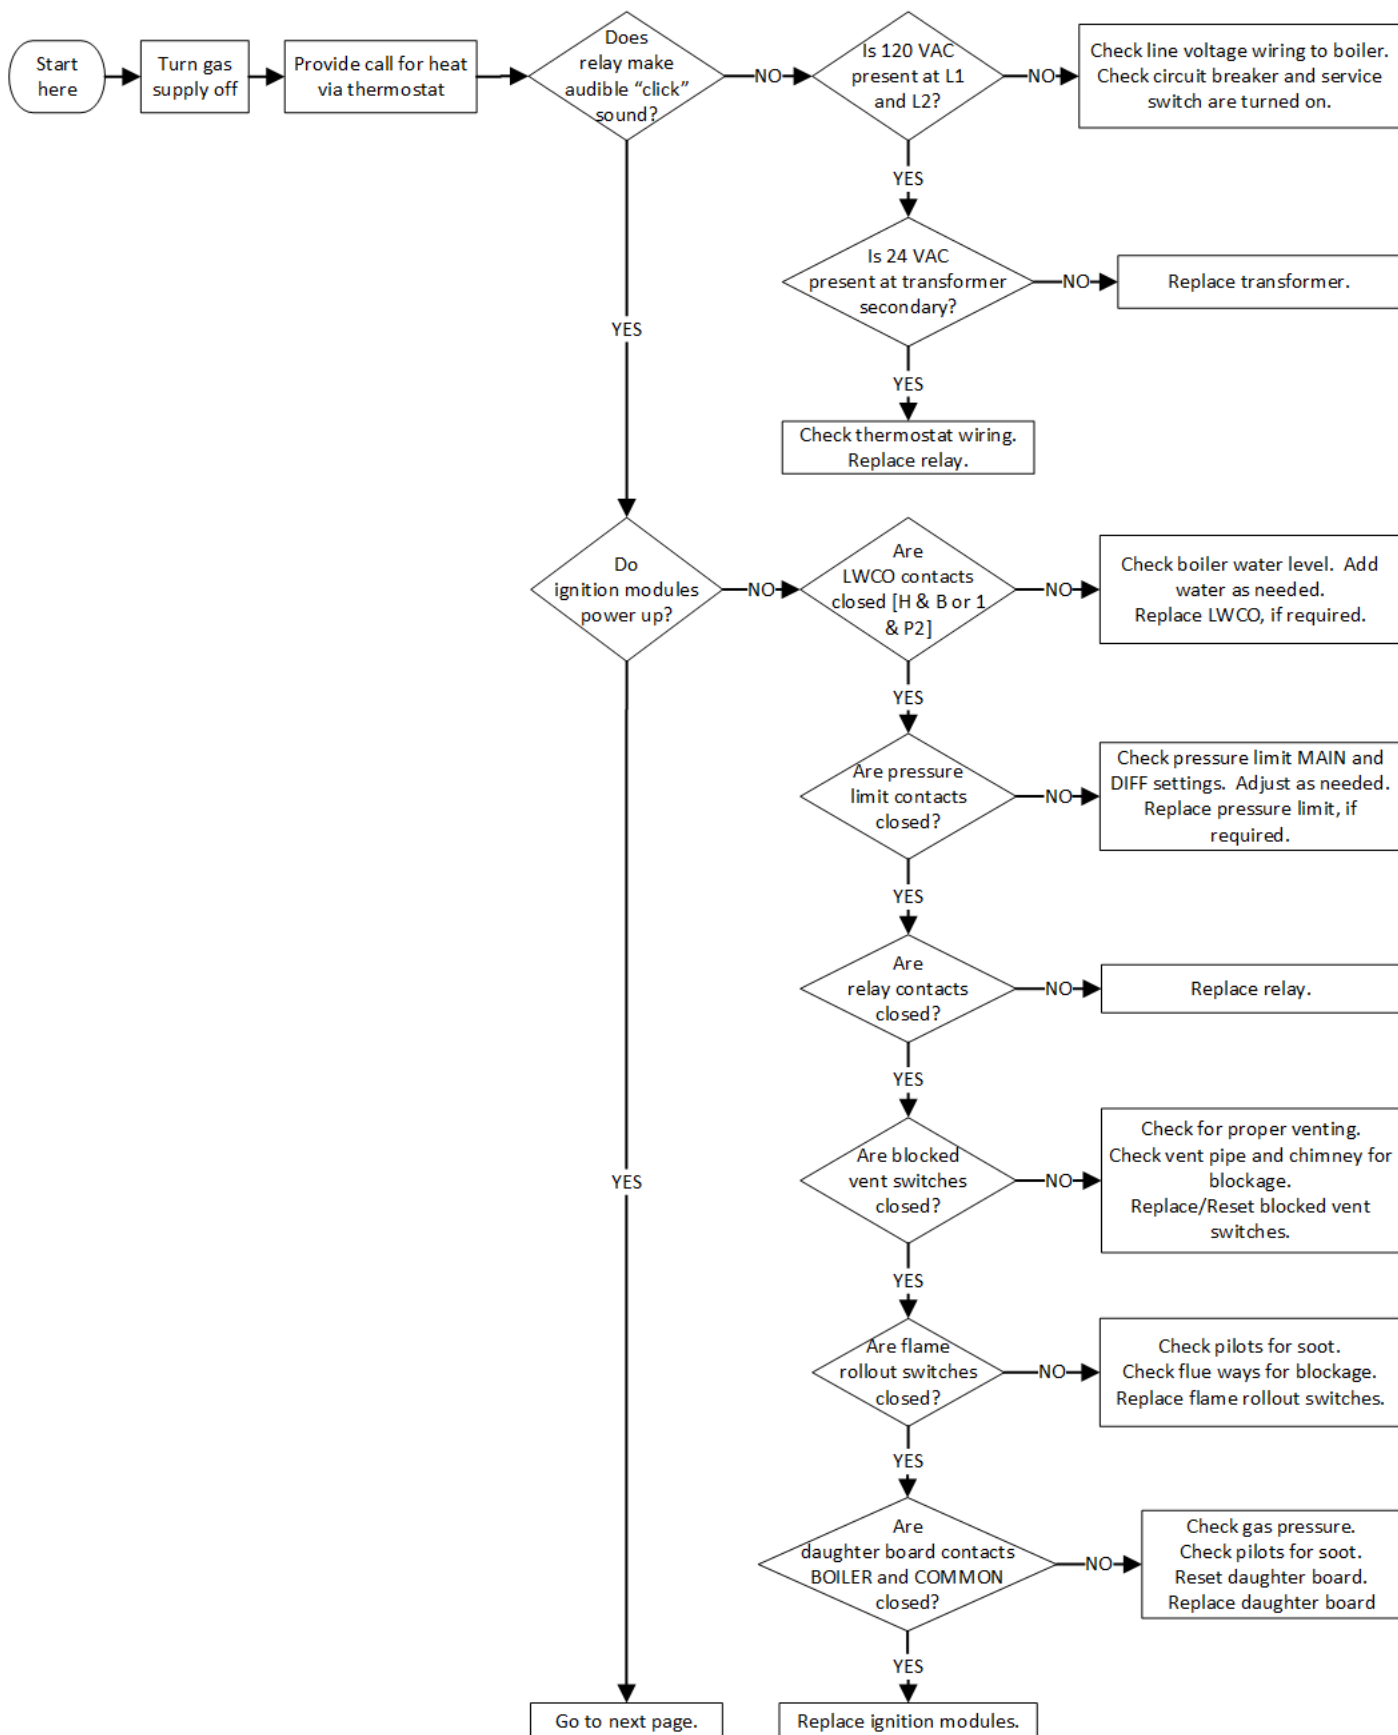 Start
here
Turn gas
supply off
Provide call for heat
via thermostat
Does
relay make
audible “click”
sound?
NO
Is 120 VAC
present at L1
and L2?
NO
Check line voltage wiring to boiler.
Check circuit breaker and service
switch are turned on.
YES
Is 24 VAC
present at transformer
secondary?
NO
Replace transformer.
YES
YES
Check thermostat wiring.
Replace relay.
Do
ignition modules
power up?
NO
Are
LWCO contacts
closed [H & B or 1
& P2]
NO
Check boiler water level.  Add
water as needed.
Replace LWCO, if required.
YES
Are pressure
limit contacts
closed?
NO
Check pressure limit MAIN and
DIFF settings.  Adjust as needed.
Replace pressure limit, if
required.
YES
Are
relay contacts
closed?
NO
Replace relay.
YES
Are blocked
vent switches
closed?
NO
Check for proper venting.
Check vent pipe and chimney for
blockage.
Replace/Reset blocked vent
switches.
YES
YES
Are flame
rollout switches
closed?
NO
Check pilots for soot.
Check flue ways for blockage.
Replace flame rollout switches.
YES
Are
daughter board contacts
BOILER and COMMON
closed?
NO
Check gas pressure.
Check pilots for soot.
Reset daughter board.
Replace daughter board
YES
Go to next page.
Replace ignition modules.